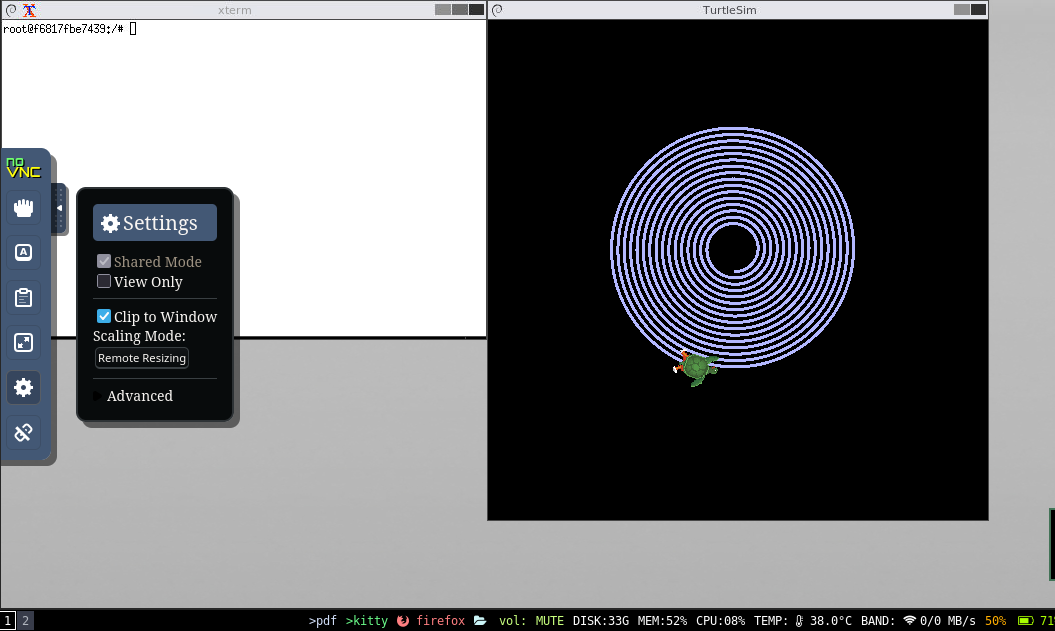 xterm
TurtleSim
root@f6817fbe7439:/#
no
VNC
A
Settings
Shared Mode
View Only
Clip to Window
Scaling Mode:
Remote Resizing
Advanced
1 2 >pdf >kitty firefox vol: MUTE DISK:33G MEM:52% CPU:08% TEMP: 38.0°C BAND: 0/0 MB/s 50% 71